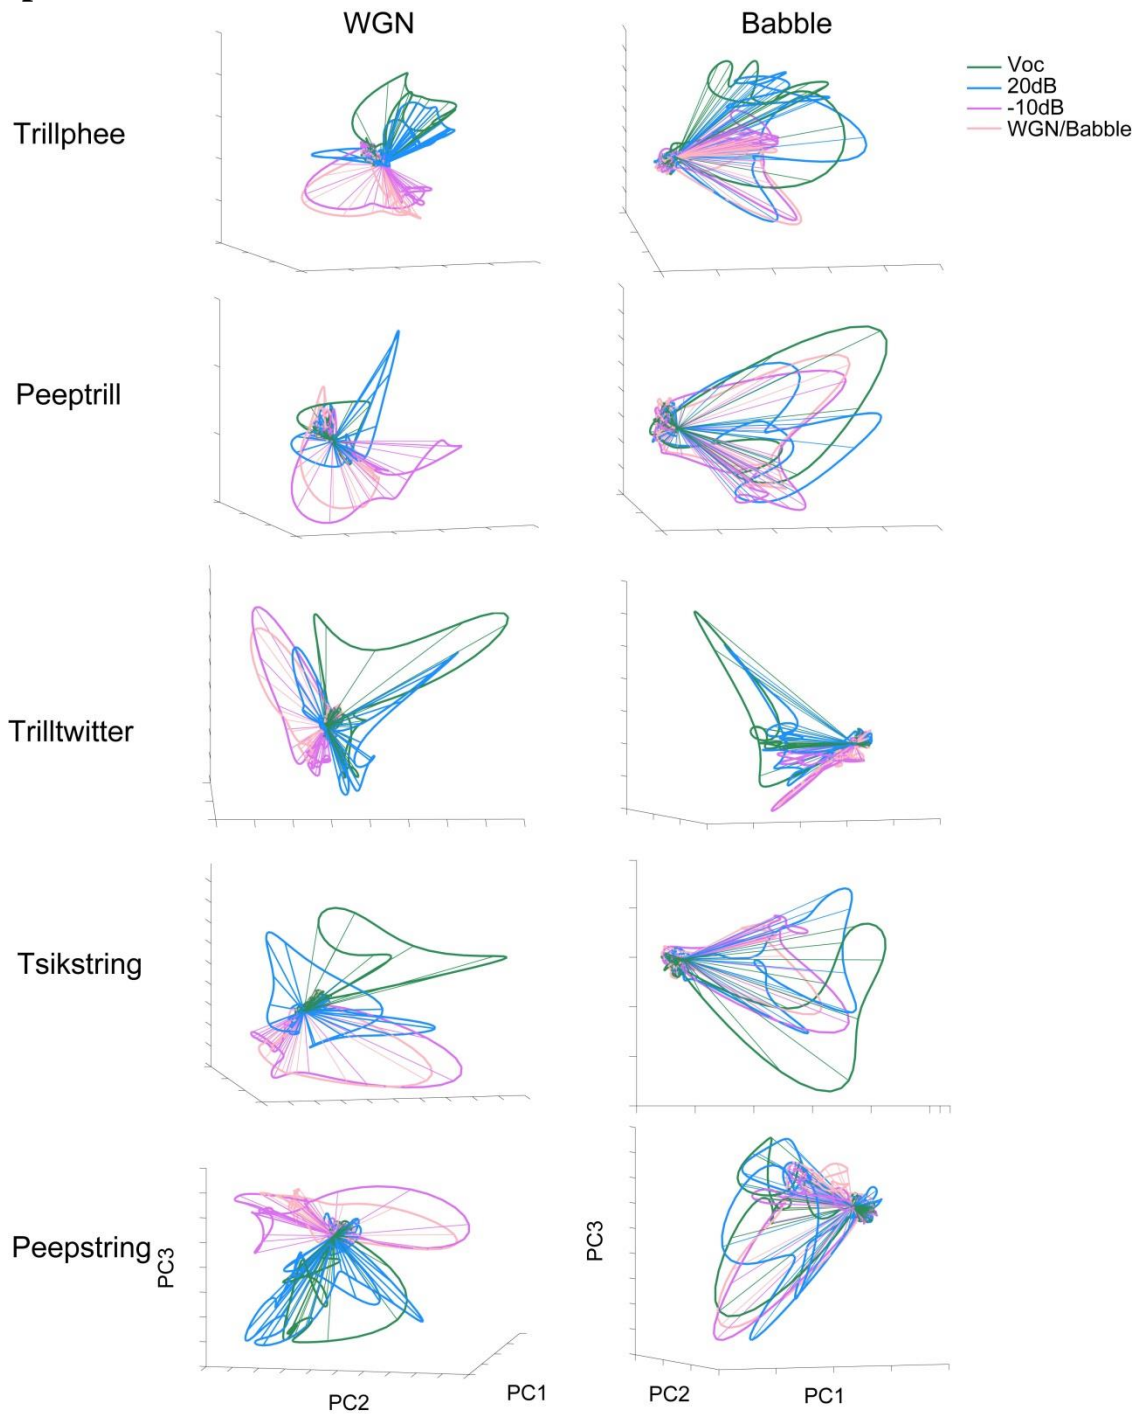 WGN
Babble
Voc
20dB
-10dB
WGN/Babble
Trillphee
Peeptrill
Trilltwitter
Tsikstring
Peepstring
PC3
PC2
PC1
PC3
PC2
PC1